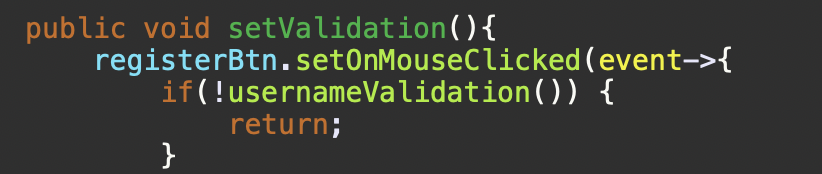 public void setValidation(){
registerBtn.setOnMouseClicked(event->{
if(!usernameValidation()) {
return;
}